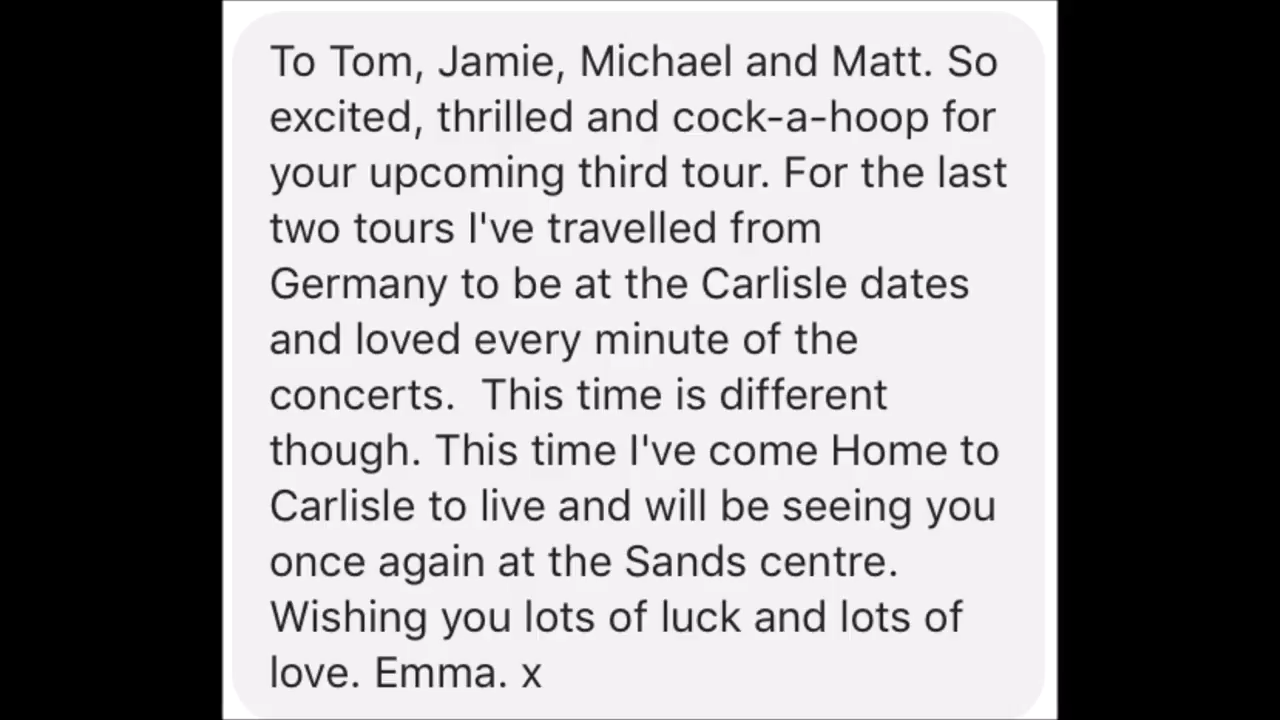 To Tom, Jamie, Michael and Matt. So
excited, thrilled and cock-a-hoop for
your upcoming third tour. For the last
two tours I've travelled from
Germany to be at the Carlisle dates
and loved every minute of the
concerts.  This time is different
though. This time I've come Home to
Carlisle to live and will be seeing you
once again at the Sands centre.
Wishing you lots of luck and lots of
love. Emma. x